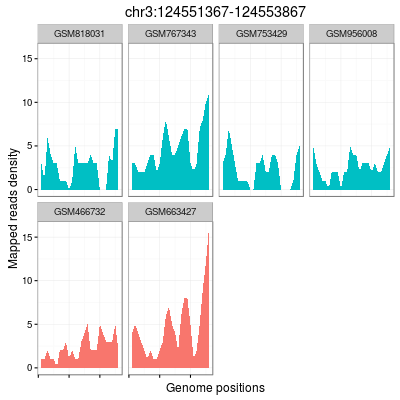 chr3:124551367-124553867
GSM818031 GSM767343 GSM753429 GSM956008
15
10
5
0
GSM466732 GSM663427
15
10
5
0
Mapped reads density
Genome positions